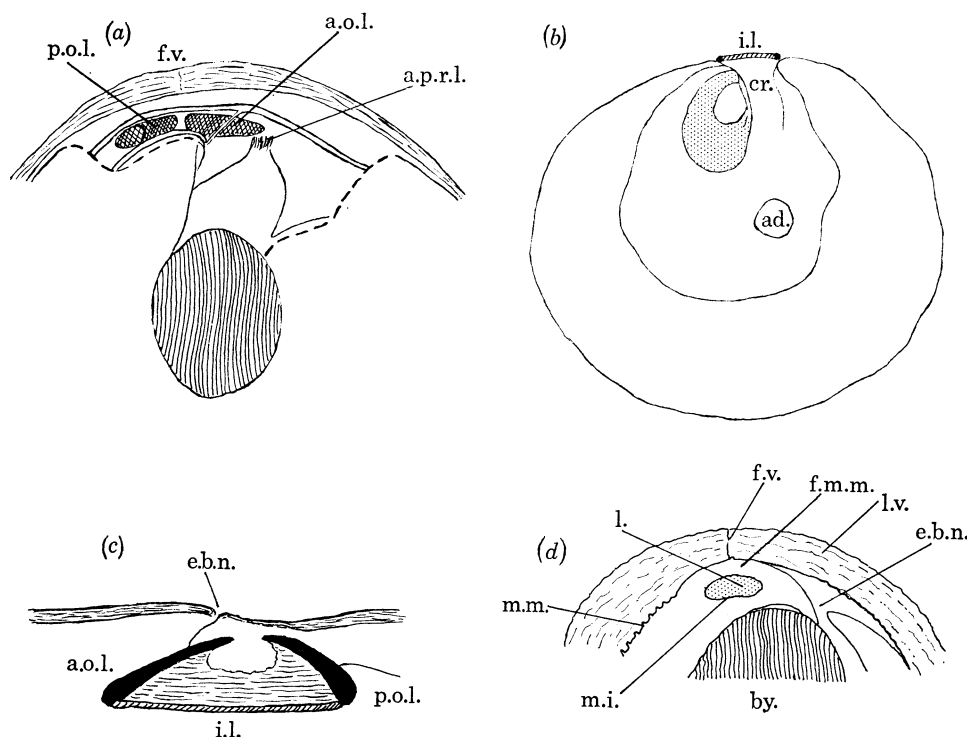 (a)
a.o.l.
p.o.l.
f.v.
a.p.r.l.
(b)
i.l.
cr.
ad.
(c)
e.b.n.
a.o.l.
p.o.l.
i.l.
(d)
f.v.
f.m.m.
l.
l.v.
e.b.n.
m.m.
m.i.
by.